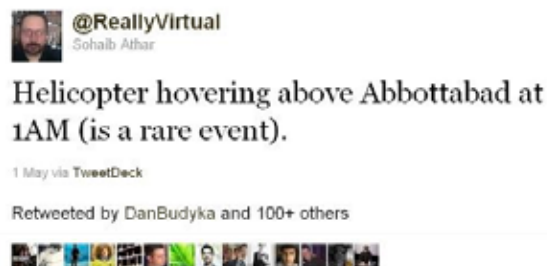 @ReallyVirtual
Sohaib Athar
Helicopter hovering above Abbottabad at
1AM (is a rare event).
1 May via TweetDeck
Retweeted by DanBudyka and 100+ others